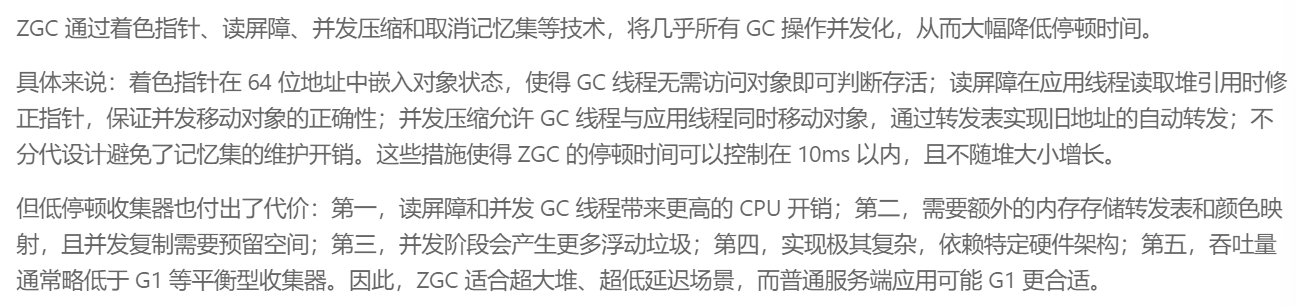 ZGC 通过着色指针、读屏障、并发压缩和取消记忆集等技术，将几乎所有 GC 操作并发化，从而大幅降低停顿时间。
具体来说：着色指针在 64 位地址中嵌入对象状态，使得 GC 线程无需访问对象即可判断存活；读屏障在应用线程读取堆引用时修
正指针，保证并发移动对象的正确性；并发压缩允许 GC 线程与应用线程同时移动对象，通过转发表实现旧地址的自动转发；不
分代设计避免了记忆集的维护开销。这些措施使得 ZGC 的停顿时间可以控制在 10ms 以内，且不随堆大小增长。
但低停顿收集器也付出了代价：第一，读屏障和并发 GC 线程带来更高的 CPU 开销；第二，需要额外的内存存储转发表和颜色映
射，且并发复制需要预留空间；第三，并发阶段会产生更多浮动垃圾；第四，实现极其复杂，依赖特定硬件架构；第五，吞吐量
通常略低于 G1 等平衡型收集器。因此，ZGC 适合超大堆、超低延迟场景，而普通服务端应用可能 G1 更合适。